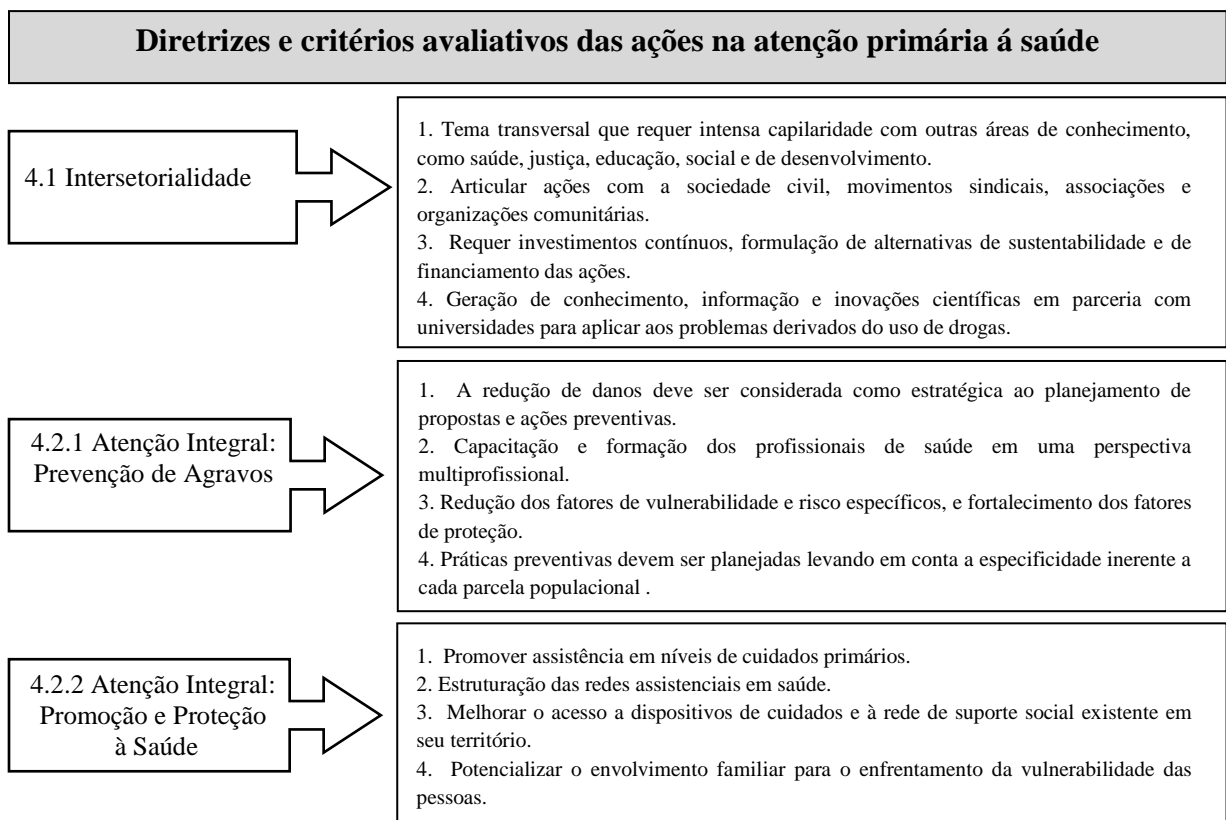 Diretrizes e critérios avaliativos das ações na atenção primária á saúde
4.1 Intersetorialidade
1. Tema transversal que requer intensa capilaridade com outras áreas de conhecimento,
como saúde, justiça, educação, social e de desenvolvimento.
2. Articular ações com a sociedade civil, movimentos sindicais, associações e
organizações comunitárias.
3. Requer investimentos contínuos, formulação de alternativas de sustentabilidade e de
financiamento das ações.
4. Geração de conhecimento, informação e inovações científicas em parceria com
universidades para aplicar aos problemas derivados do uso de drogas.
4.2.1 Atenção Integral:
Prevenção de Agravos
1. A redução de danos deve ser considerada como estratégica ao planejamento de
propostas e ações preventivas.
2. Capacitação e formação dos profissionais de saúde em uma perspectiva
multiprofissional.
3. Redução dos fatores de vulnerabilidade e risco específicos, e fortalecimento dos fatores
de proteção.
4. Práticas preventivas devem ser planejadas levando em conta a especificidade inerente a
cada parcela populacional .
4.2.2 Atenção Integral:
Promoção e Proteção
à Saúde
1. Promover assistência em níveis de cuidados primários.
2. Estruturação das redes assistenciais em saúde.
3. Melhorar o acesso a dispositivos de cuidados e à rede de suporte social existente em
seu território.
4. Potencializar o envolvimento familiar para o enfrentamento da vulnerabilidade das
pessoas.